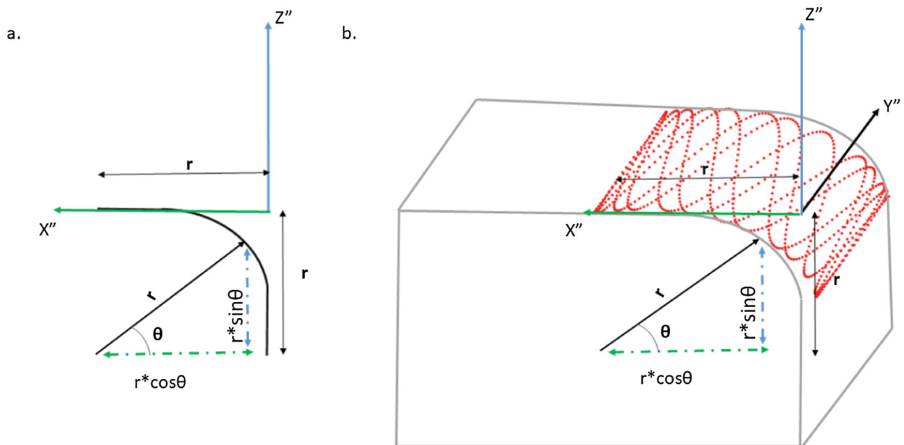 a.
Z”
r
X”
r
r
θ
r*sinθ
r*cosθ
b.
Z”
Y”
r
X”
r
r
θ
r*sinθ
r*cosθ